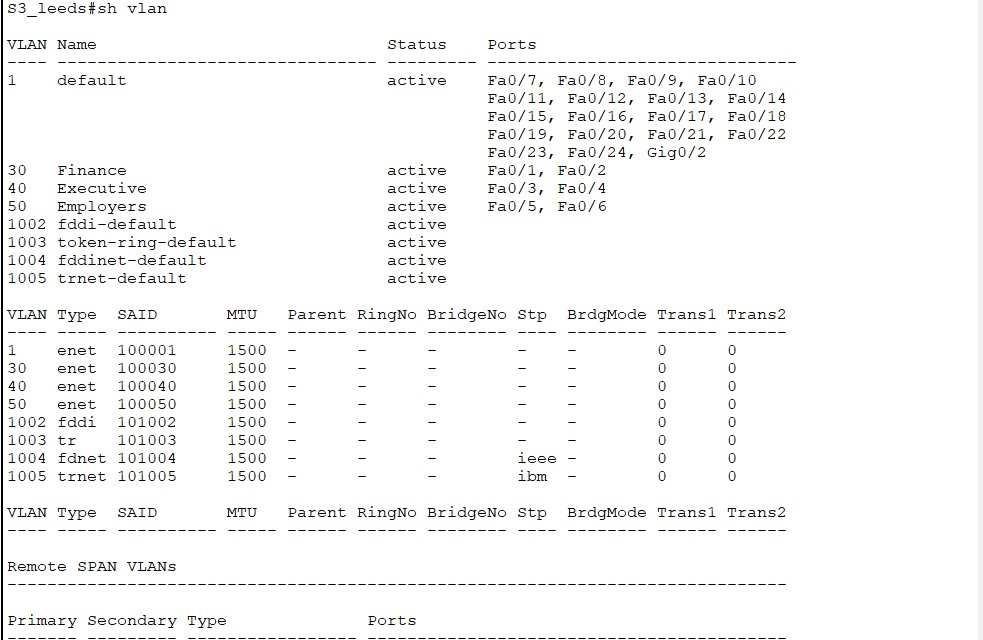 S3_leeds#sh vlan
VLAN Name                             Status    Ports
---- -------------------------------- --------- -------------------------------
1    default                          active    Fa0/7, Fa0/8, Fa0/9, Fa0/10
                                                Fa0/11, Fa0/12, Fa0/13, Fa0/14
                                                Fa0/15, Fa0/16, Fa0/17, Fa0/18
                                                Fa0/19, Fa0/20, Fa0/21, Fa0/22
                                                Fa0/23, Fa0/24, Gig0/2
30   Finance                          active    Fa0/1, Fa0/2
40   Executive                        active    Fa0/3, Fa0/4
50   Employers                        active    Fa0/5, Fa0/6
1002 fddi-default                     active
1003 token-ring-default               active
1004 fddinet-default                  active
1005 trnet-default                    active
VLAN Type  SAID       MTU   Parent RingNo BridgeNo Stp  BrdgMode Trans1 Trans2
---- ----- ---------- ----- ------ ------ -------- ---- -------- ------ ------
1    enet  100001     1500  -      -      -        -    -        0      0
30   enet  100030     1500  -      -      -        -    -        0      0
40   enet  100040     1500  -      -      -        -    -        0      0
50   enet  100050     1500  -      -      -        -    -        0      0
1002 fddi  101002     1500  -      -      -        -    -        0      0
1003 tr    101003     1500  -      -      -        -    -        0      0
1004 fdnet 101004     1500  -      -      -        ieee -        0      0
1005 trnet 101005     1500  -      -      -        ibm  -        0      0
VLAN Type  SAID       MTU   Parent RingNo BridgeNo Stp  BrdgMode Trans1 Trans2
---- ----- ---------- ----- ------ ------ -------- ---- -------- ------ ------
Remote SPAN VLANs
------------------------------------------------------------------------------
Primary Secondary Type              Ports
------- --------- ----------------- ------------------------------------------